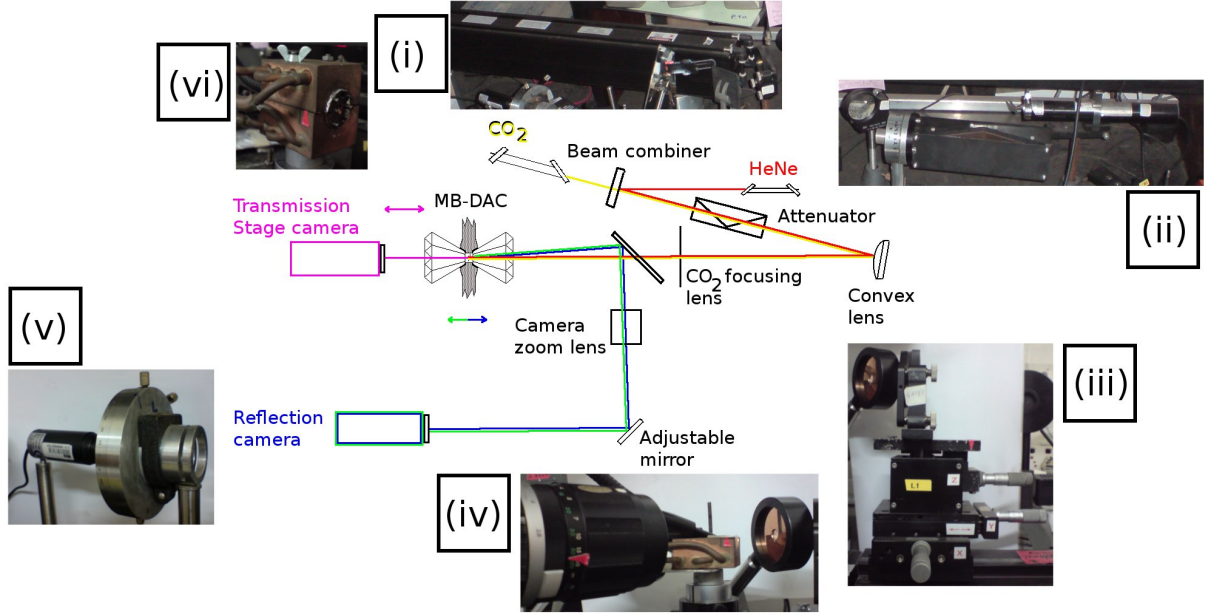 (i)
(vi)
(ii)
CO2
Beam combiner
HeNe
MB-DAC
Transmission
Stage camera
Attenuator
CO2 focusing
lens
Convex
lens
(v)
Camera
zoom lens
(iii)
Reflection
camera
Adjustable
mirror
(iv)
L1
Z
Y
X